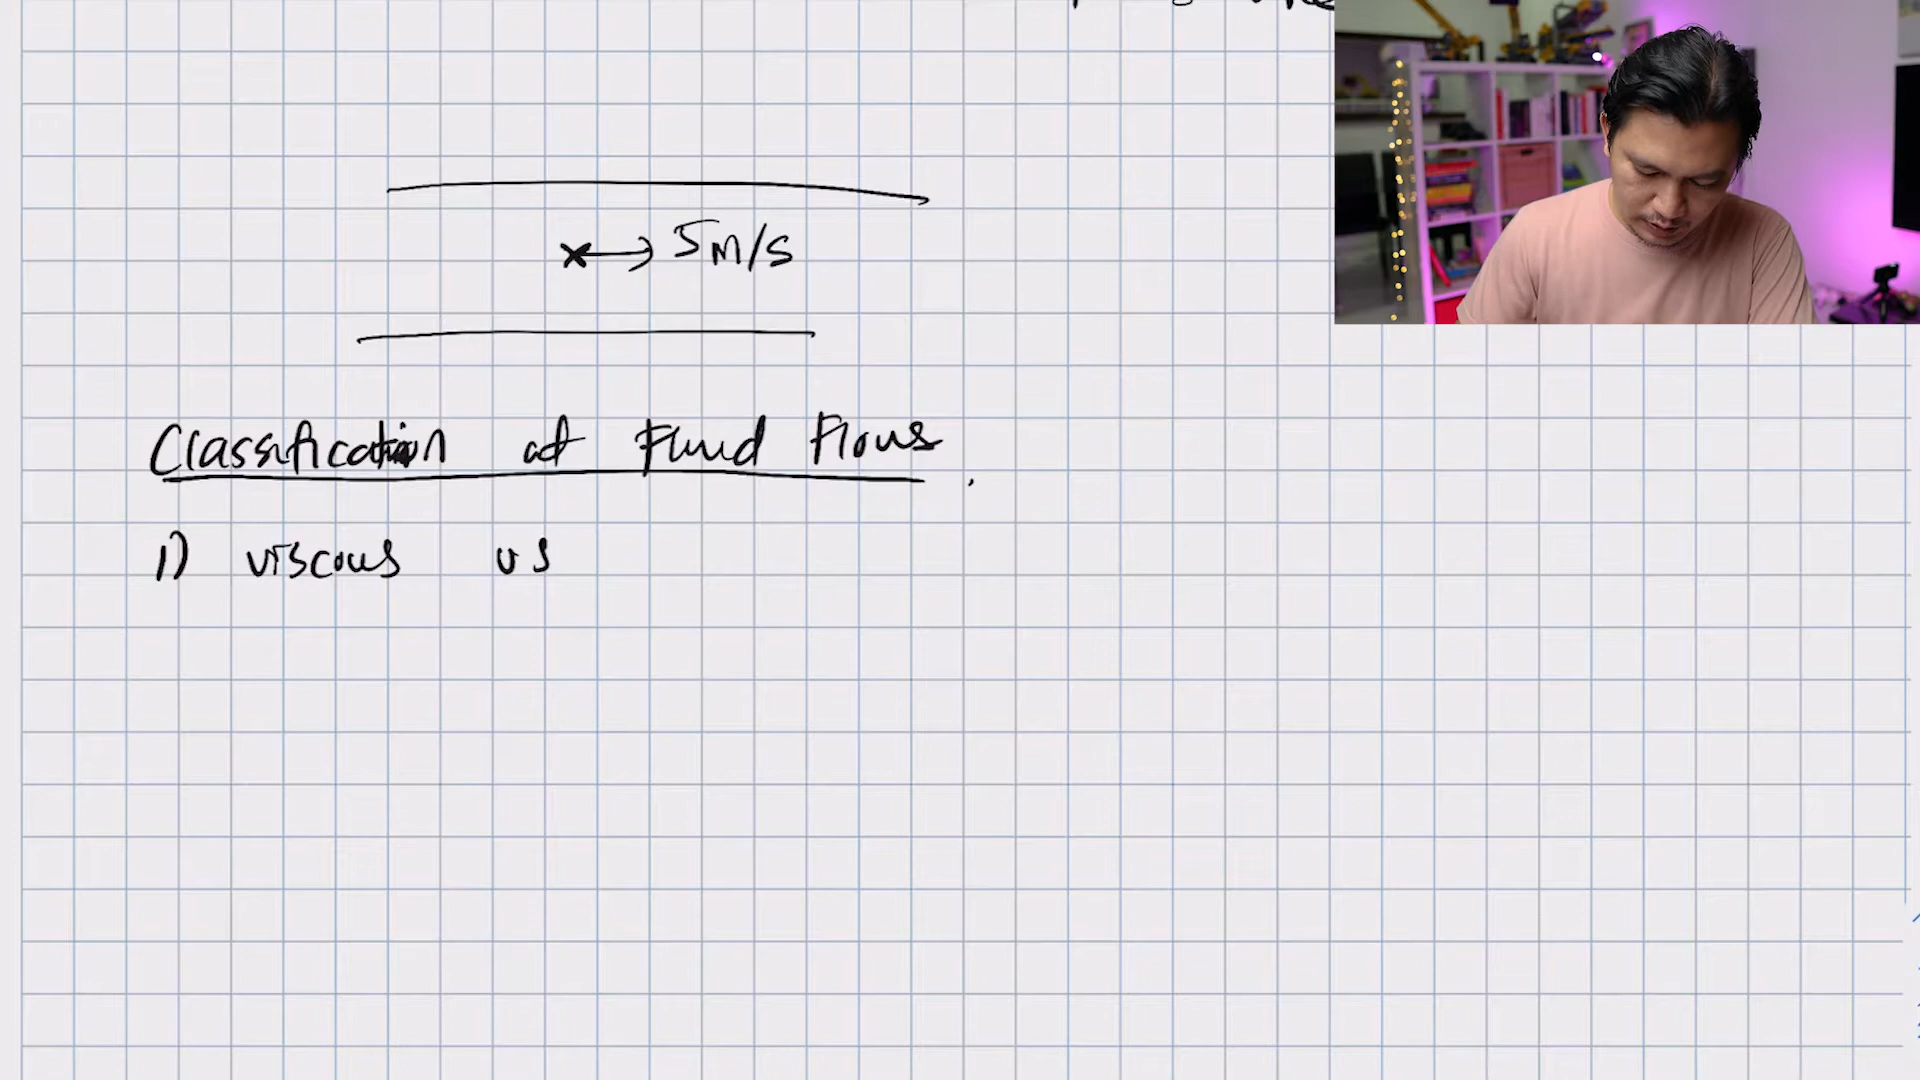 5m/s
Classification of Fluid Flows
1) viscous vs